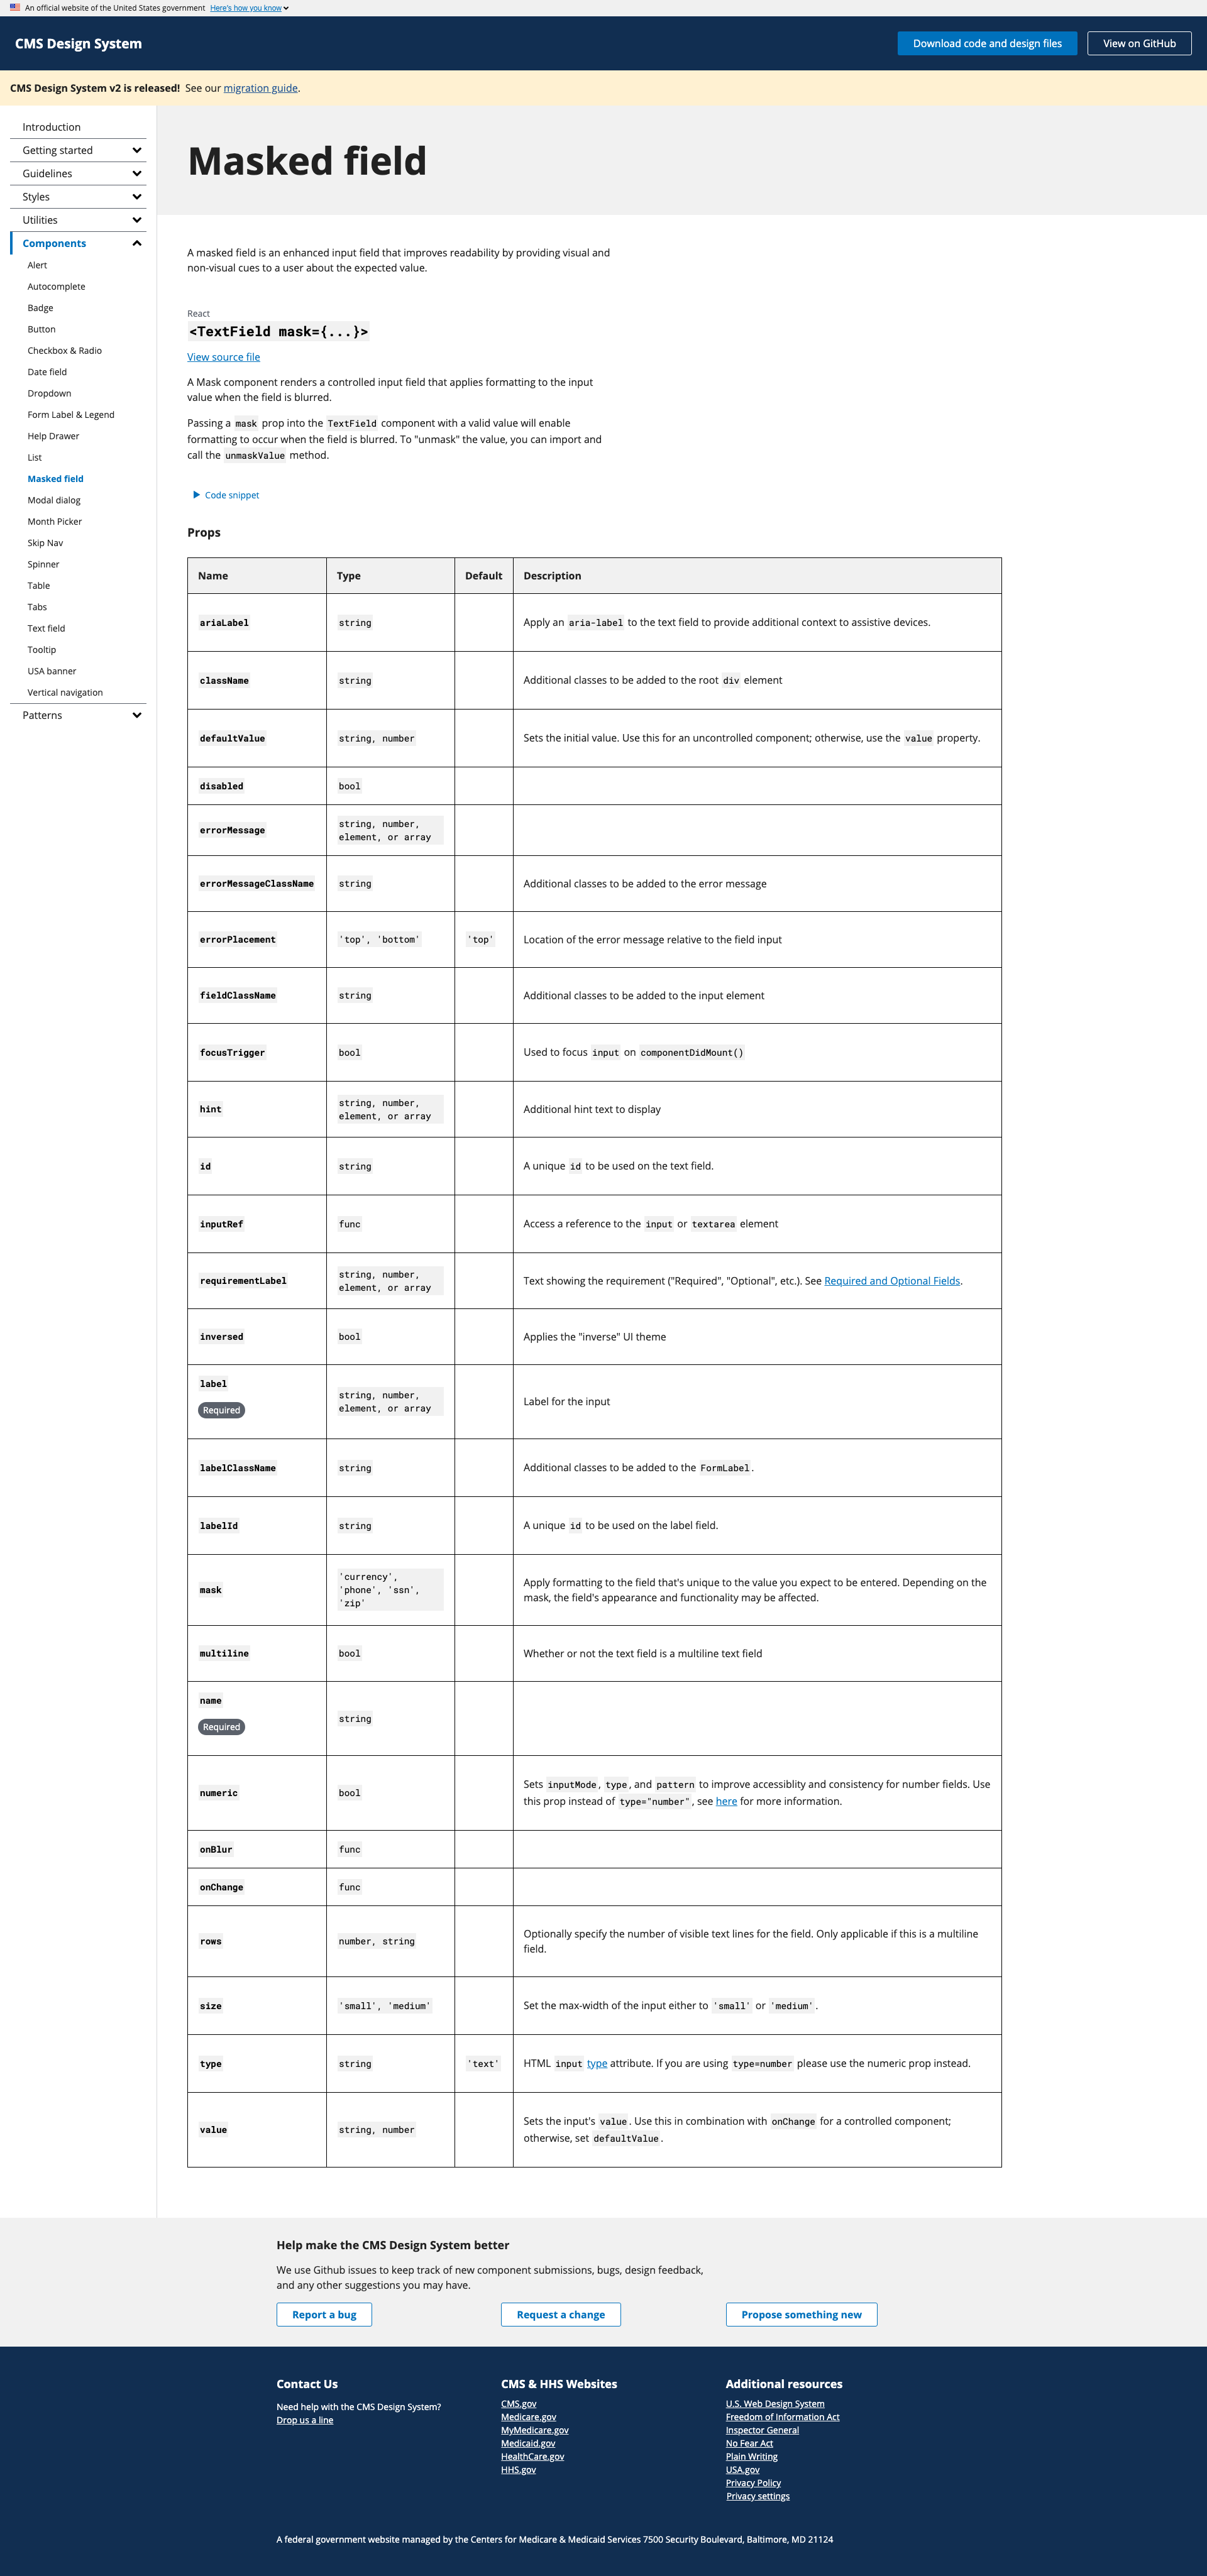 An official website of the United States government Here's how you know
CMS Design System
Download code and design files
View on GitHub
CMS Design System v2 is released! See our migration guide.
Introduction
Getting started
Guidelines
Styles
Utilities
Components
Alert
Autocomplete
Badge
Button
Checkbox & Radio
Date field
Dropdown
Form Label & Legend
Help Drawer
List
Masked field
Modal dialog
Month Picker
Skip Nav
Spinner
Table
Tabs
Text field
Tooltip
USA banner
Vertical navigation
Patterns
Masked field
A masked field is an enhanced input field that improves readability by providing visual and
non-visual cues to a user about the expected value.
React
<TextField mask={...}>
View source file
A Mask component renders a controlled input field that applies formatting to the input
value when the field is blurred.
Passing a mask prop into the TextField component with a valid value will enable
formatting to occur when the field is blurred. To "unmask" the value, you can import and
call the unmaskValue method.
Code snippet
Props
Name Type Default Description
ariaLabel string Apply an aria-label to the text field to provide additional context to assistive devices.
className string Additional classes to be added to the root div element
defaultValue string, number Sets the initial value. Use this for an uncontrolled component; otherwise, use the value property.
disabled bool
errorMessage string, number,
element, or array
errorMessageClassName string Additional classes to be added to the error message
errorPlacement 'top', 'bottom' 'top' Location of the error message relative to the field input
fieldClassName string Additional classes to be added to the input element
focusTrigger bool Used to focus input on componentDidMount()
hint string, number,
element, or array
Additional hint text to display
id string A unique id to be used on the text field.
inputRef func Access a reference to the input or textarea element
requirementLabel string, number,
element, or array
Text showing the requirement ("Required", "Optional", etc.). See Required and Optional Fields.
inversed bool Applies the "inverse" UI theme
label
Required
string, number,
element, or array
Label for the input
labelClassName string Additional classes to be added to the FormLabel.
labelId string A unique id to be used on the label field.
mask
'currency',
'phone', 'ssn',
'zip'
Apply formatting to the field that's unique to the value you expect to be entered. Depending on the
mask, the field's appearance and functionality may be affected.
multiline bool Whether or not the text field is a multiline text field
name
Required
string
numeric bool
Sets inputMode, type, and pattern to improve accessiblity and consistency for number fields. Use
this prop instead of type="number", see here for more information.
onBlur func
onChange func
rows number, string
Optionally specify the number of visible text lines for the field. Only applicable if this is a multiline
field.
size 'small', 'medium' Set the max-width of the input either to 'small' or 'medium'.
type string 'text' HTML input type attribute. If you are using type=number please use the numeric prop instead.
value string, number
Sets the input's value. Use this in combination with onChange for a controlled component;
otherwise, set defaultValue.
Help make the CMS Design System better
We use Github issues to keep track of new component submissions, bugs, design feedback,
and any other suggestions you may have.
Report a bug
Request a change
Propose something new
Contact Us
Need help with the CMS Design System?
Drop us a line
CMS & HHS Websites
CMS.gov
Medicare.gov
MyMedicare.gov
Medicaid.gov
HealthCare.gov
HHS.gov
Additional resources
U.S. Web Design System
Freedom of Information Act
Inspector General
No Fear Act
Plain Writing
USA.gov
Privacy Policy
Privacy settings
A federal government website managed by the Centers for Medicare & Medicaid Services 7500 Security Boulevard, Baltimore, MD 21124